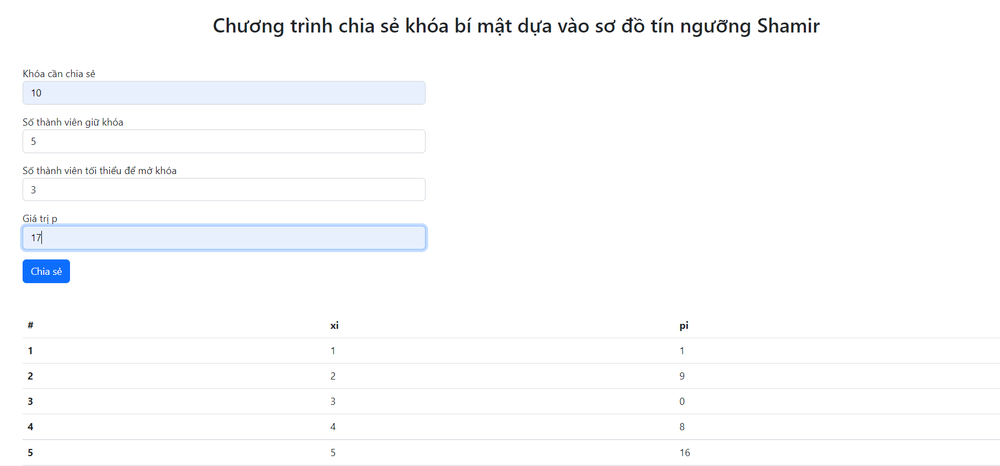 Chương trình chia sẻ khóa bí mật dựa vào sơ đồ tín ngưỡng Shamir
Khóa cần chia sẻ
10
Số thành viên giữ khóa
5
Số thành viên tối thiểu để mở khóa
3
Giá trị p
17
Chia sẻ
# xi pi
1 1 1
2 2 9
3 3 0
4 4 8
5 5 16